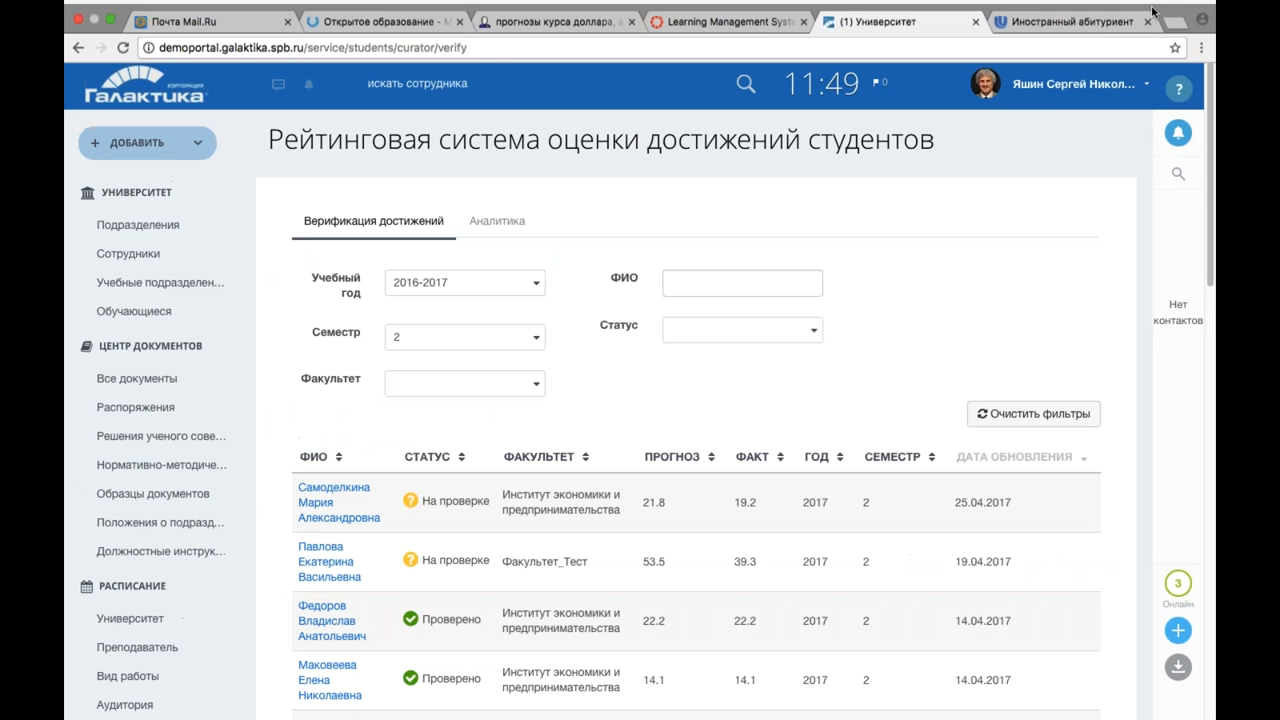 Почта Mail.Ru
Открытое образование - M
прогнозы курса доллара, а
Learning Management Syste
(1) Университет
Иностранный абитуриент
demoportal.galaktika.spb.ru/service/students/curator/verify
КОРПОРАЦИЯ
Галактика
искать сотрудника
11:49
0
Яшин Сергей Никол...
?
+ ДОБАВИТЬ
Рейтинговая система оценки достижений студентов
УНИВЕРСИТЕТ
Подразделения
Сотрудники
Учебные подразделен...
Обучающиеся
ЦЕНТР ДОКУМЕНТОВ
Все документы
Распоряжения
Решения ученого сове...
Нормативно-методиче...
Образцы документов
Положения о подразд...
Должностные инструк...
РАСПИСАНИЕ
Университет
Преподаватель
Вид работы
Аудитория
Верификация достижений
Аналитика
Учебный
год
2016-2017
ФИО
Семестр
2
Статус
Факультет
Очистить фильтры
ФИО СТАТУС ФАКУЛЬТЕТ ПРОГНОЗ ФАКТ ГОД СЕМЕСТР ДАТА ОБНОВЛЕНИЯ
Самоделкина
Мария
Александровна
? На проверке
Институт экономики и
предпринимательства
21.8 19.2 2017 2 25.04.2017
Павлова
Екатерина
Васильевна
? На проверке
Факультет_Тест
53.5 39.3 2017 2 19.04.2017
Федоров
Владислав
Анатольевич
Проверено
Институт экономики и
предпринимательства
22.2 22.2 2017 2 14.04.2017
Маковеева
Елена
Николаевна
Проверено
Институт экономики и
предпринимательства
14.1 14.1 2017 2 14.04.2017
Нет
контактов
3
Онлайн